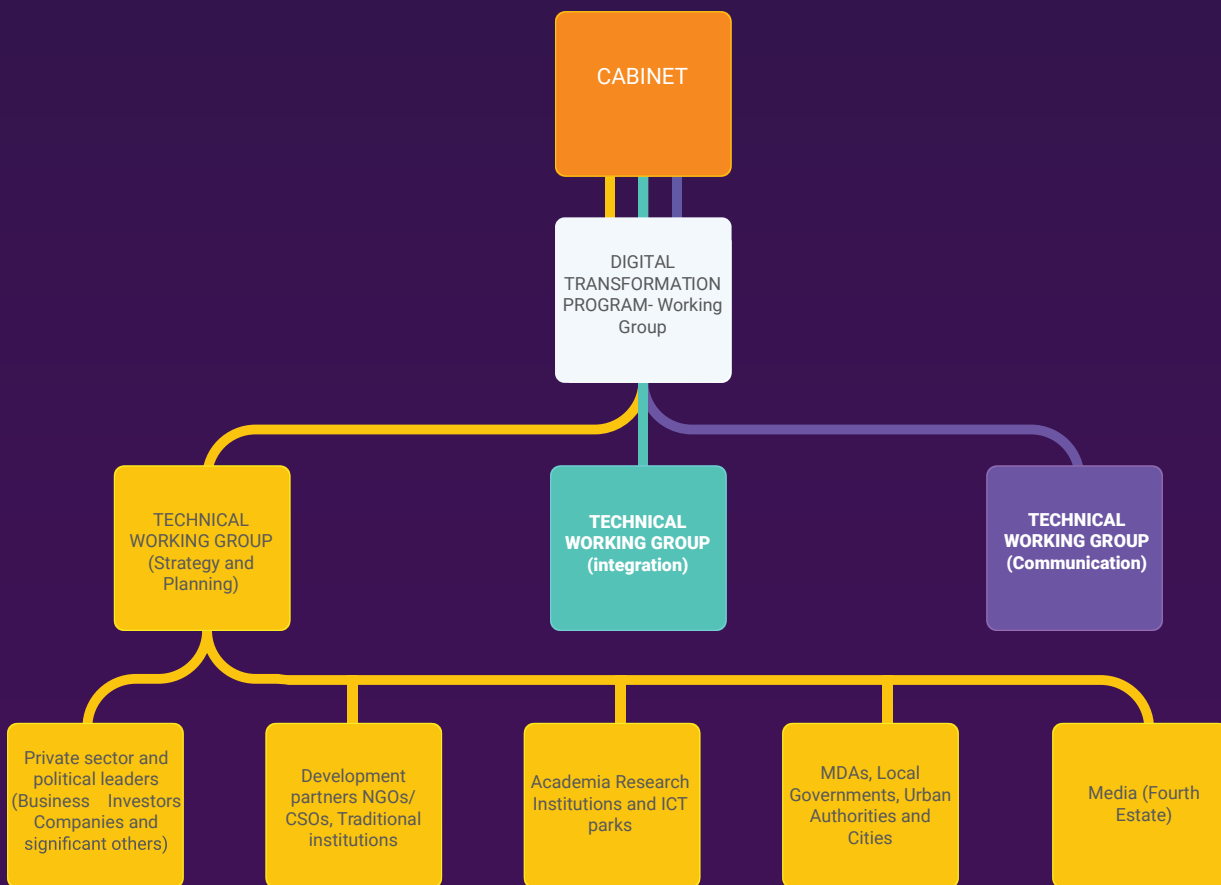 CABINET
DIGITAL
TRANSFORMATION
PROGRAM- Working
Group
TECHNICAL
WORKING GROUP
(Strategy and
Planning)
TECHNICAL
WORKING GROUP
(integration)
TECHNICAL
WORKING GROUP
(Communication)
Private sector and
political leaders
(Business Investors
Companies and
significant others)
Development
partners NGOs/
CSOs, Traditional
institutions
Academia Research
Institutions and ICT
parks
MDAs, Local
Governments, Urban
Authorities and
Cities
Media (Fourth
Estate)